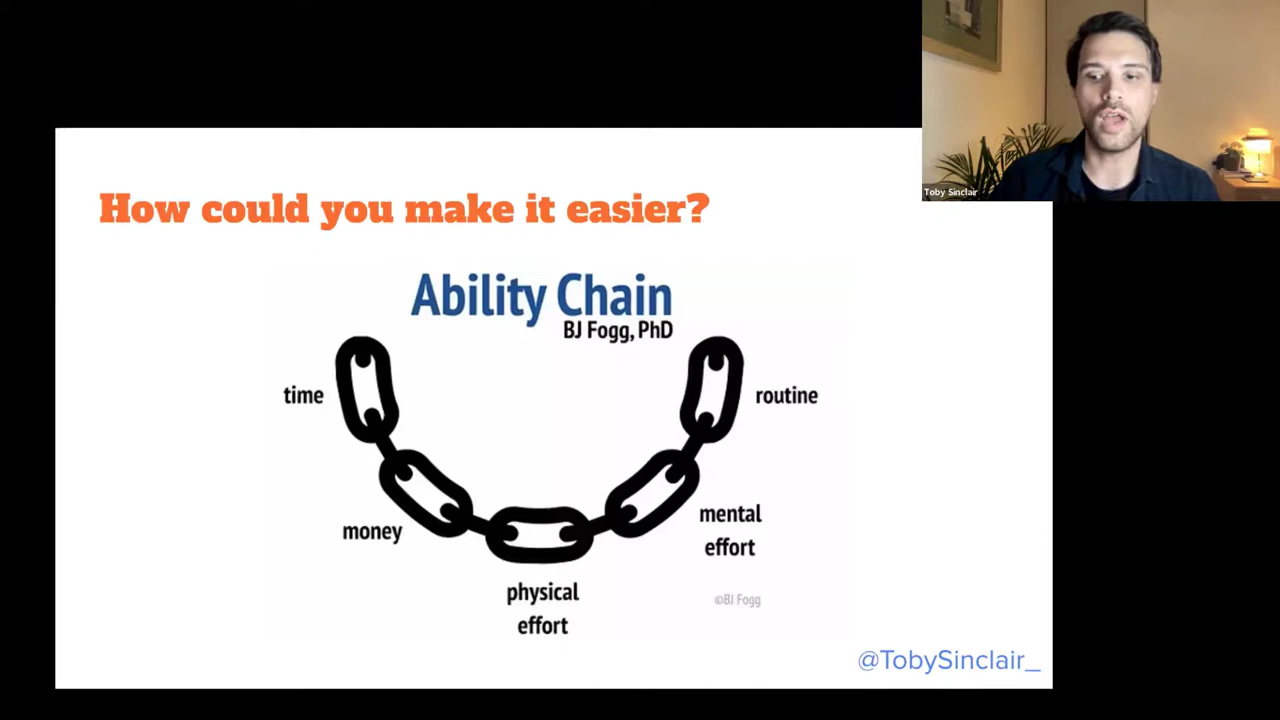 Toby Sinclair
How could you make it easier?
Ability Chain
BJ Fogg, PhD
time
routine
money
mental
effort
physical
effort
©BJ Fogg
@TobySinclair_